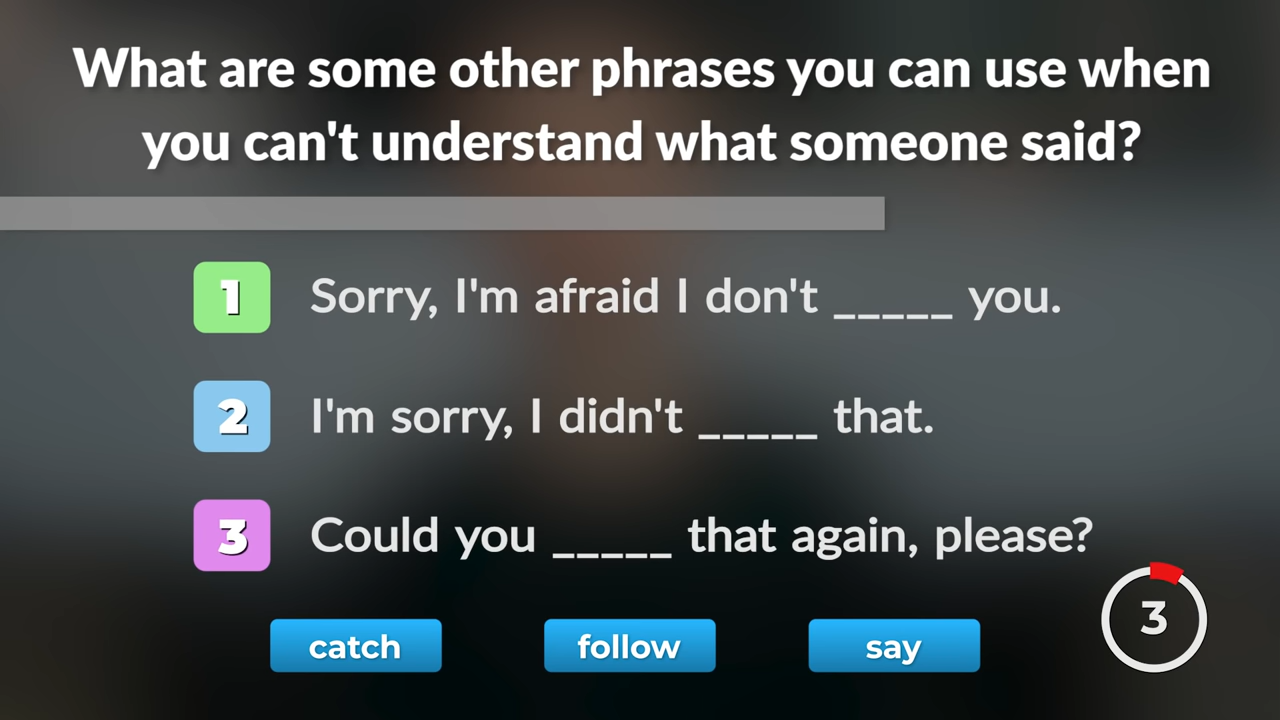 What are some other phrases you can use when
you can't understand what someone said?
1 Sorry, I'm afraid I don't _____ you.
2 I'm sorry, I didn't _____ that.
3 Could you _____ that again, please?
3
catch follow say